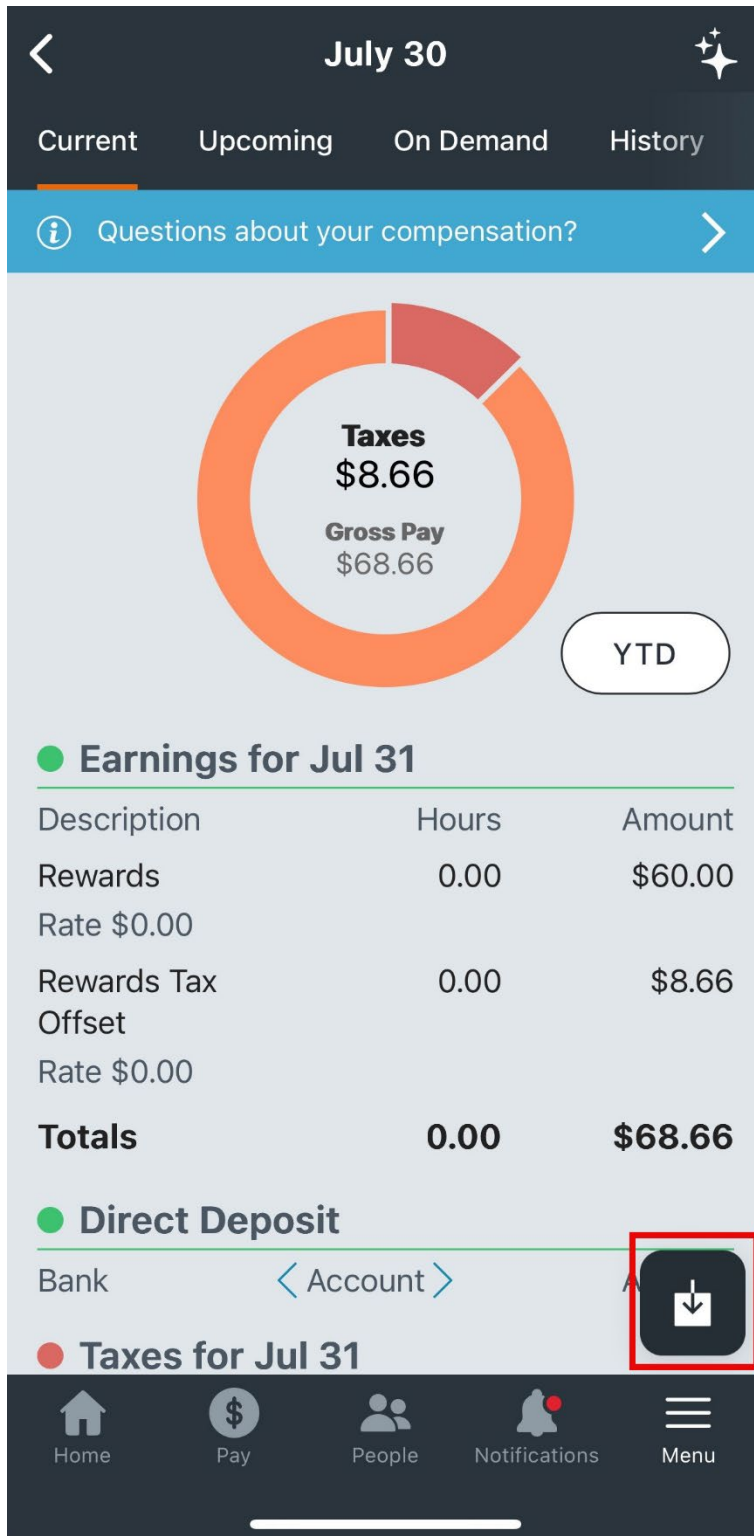 July 30
Current Upcoming On Demand History
Questions about your compensation?
Taxes
$8.66
Gross Pay
$68.66
YTD
Earnings for Jul 31
Description Hours Amount
Rewards 0.00 $60.00
Rate $0.00
Rewards Tax 0.00 $8.66
Offset
Rate $0.00
Totals 0.00 $68.66
Direct Deposit
Bank Account
Taxes for Jul 31
Home Pay People Notifications Menu